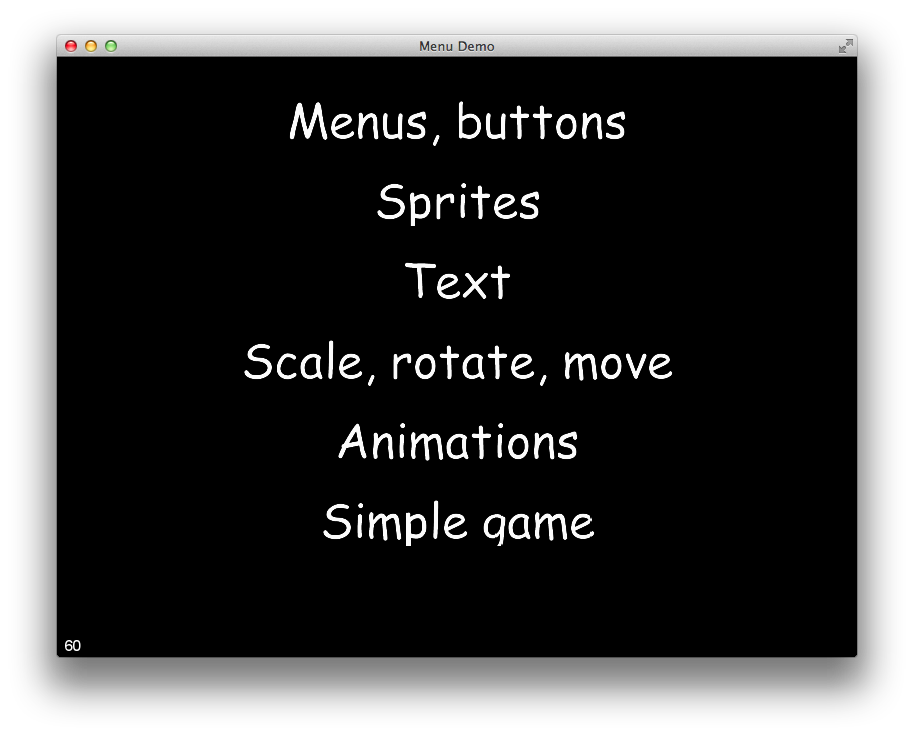 Menu Demo
Menus, buttons
Sprites
Text
Scale, rotate, move
Animations
Simple game
60